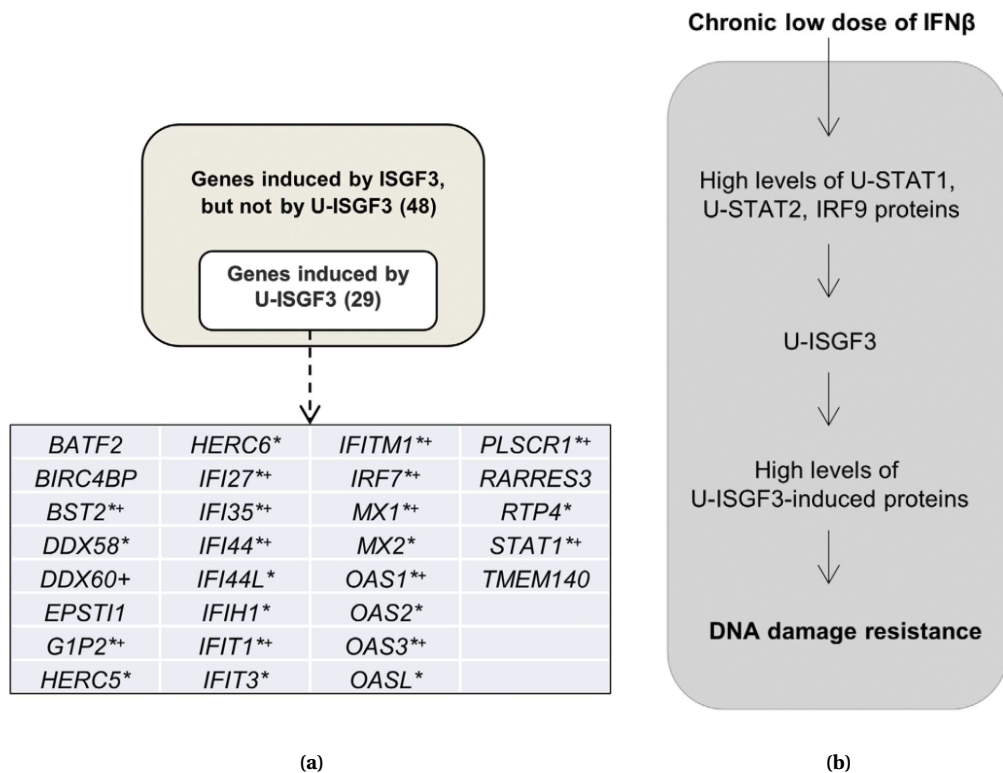 Genes induced by ISGF3,
but not by U-ISGF3 (48)
Genes induced by
U-ISGF3 (29)
BATF2 HERC6* IFITM1*+ PLSCR1*+
BIRC4BP IFI27*+ IRF7*+ RARRES3
BST2*+ IFI35*+ MX1*+ RTP4*
DDX58* IFI44*+ MX2* STAT1*+
DDX60+ IFI44L* OAS1*+ TMEM140
EPSTI1 IFIH1* OAS2*
G1P2*+ IFIT1*+ OAS3*+
HERC5* IFIT3* OASL*
(a)
Chronic low dose of IFNβ
High levels of U-STAT1,
U-STAT2, IRF9 proteins
U-ISGF3
High levels of
U-ISGF3-induced proteins
DNA damage resistance
(b)